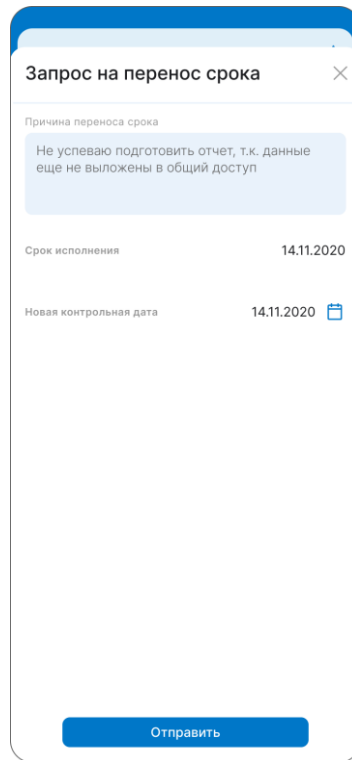 Запрос на перенос срока
Причина переноса срока
Не успеваю подготовить отчет, т.к. данные
еще не выложены в общий доступ
Срок исполнения
14.11.2020
Новая контрольная дата
14.11.2020
Отправить